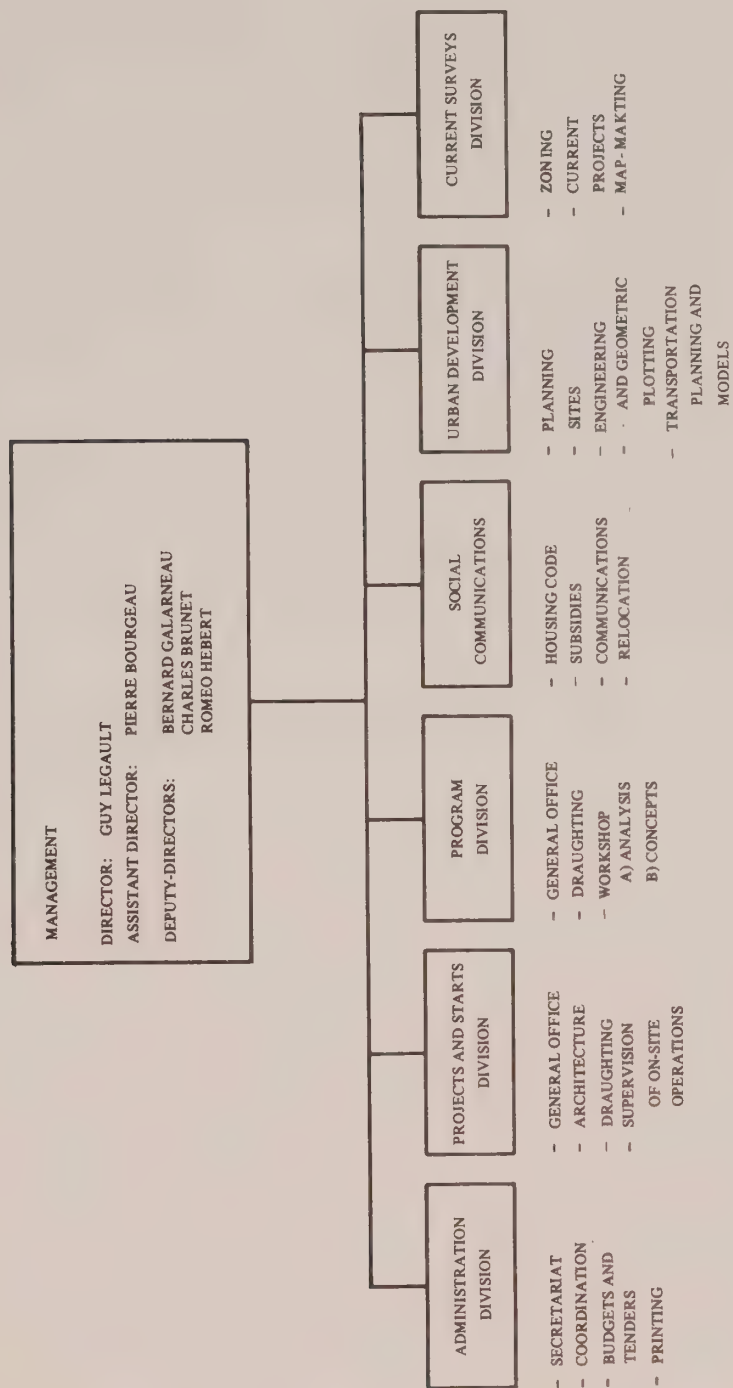 MANAGEMENT
DIRECTOR: GUY LEGAULT
ASSISTANT DIRECTOR: PIERRE BOURGEAU
DEPUTY-DIRECTORS: BERNARD GALARNEAU
CHARLES BRUNET
ROMEO HEBERT
ADMINISTRATION
DIVISION
- SECRETARIAT
- COORDINATION
- BUDGETS AND
TENDERS
- PRINTING
PROJECTS AND STARTS
DIVISION
- GENERAL OFFICE
- ARCHITECTURE
- DRAUGHTING
- SUPERVISION
OF ON-SITE
OPERATIONS
PROGRAM
DIVISION
- GENERAL OFFICE
- DRAUGHTING
- WORKSHOP
A) ANALYSIS
B) CONCEPTS
SOCIAL
COMMUNICATIONS
- HOUSING CODE
- SUBSIDIES
- COMMUNICATIONS
- RELOCATION
URBAN DEVELOPMENT
DIVISION
- PLANNING
- SITES
- ENGINEERING
- AND GEOMETRIC
PLOTTING
- TRANSPORTATION
PLANNING AND
MODELS
CURRENT SURVEYS
DIVISION
- ZONING
- CURRENT
PROJECTS
- MAP-MAKTING